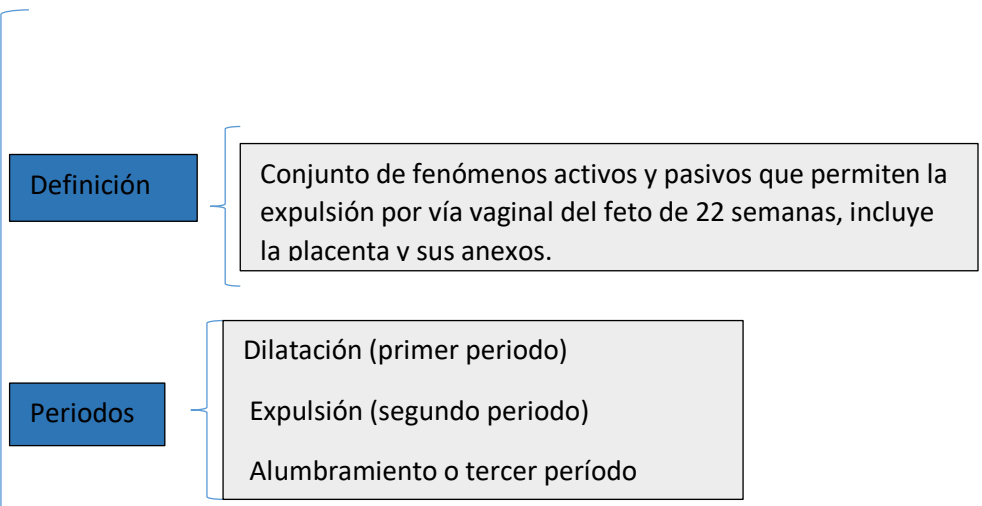 Definición
Conjunto de fenómenos activos y pasivos que permiten la
expulsión por vía vaginal del feto de 22 semanas, incluye
la placenta y sus anexos.
Periodos
Dilatación (primer periodo)
Expulsión (segundo periodo)
Alumbramiento o tercer período